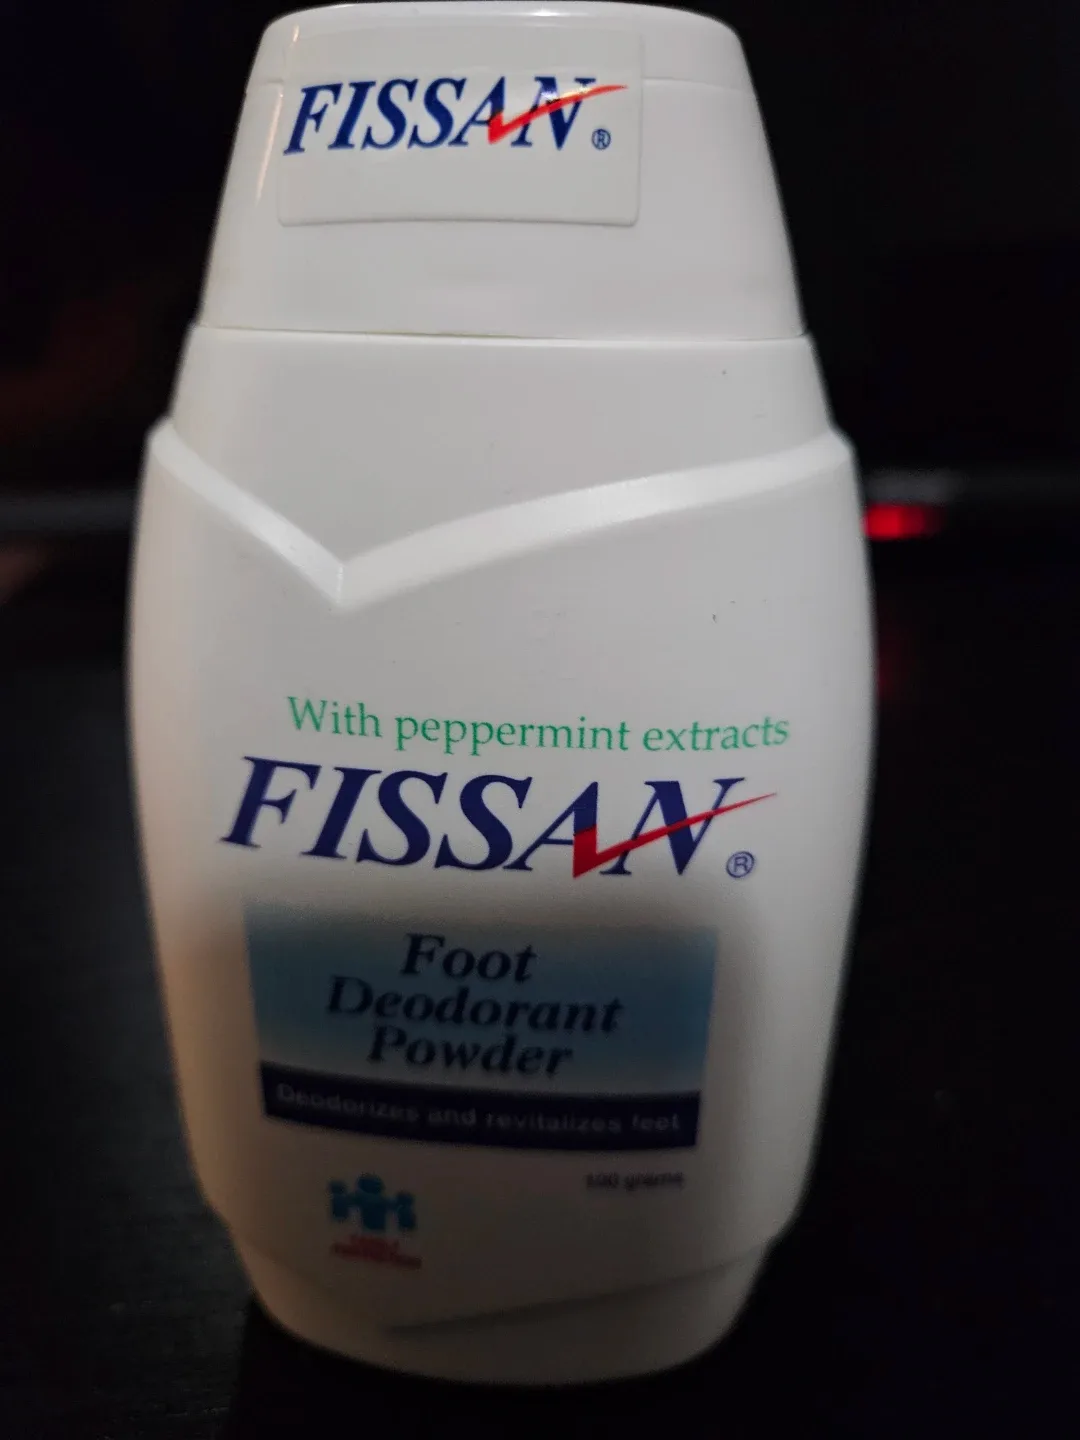 FISSAN®
With peppermint extracts
FISSAN®
Foot
Deodorant
Powder
Deodorizes and revitalizes feet
100 grams